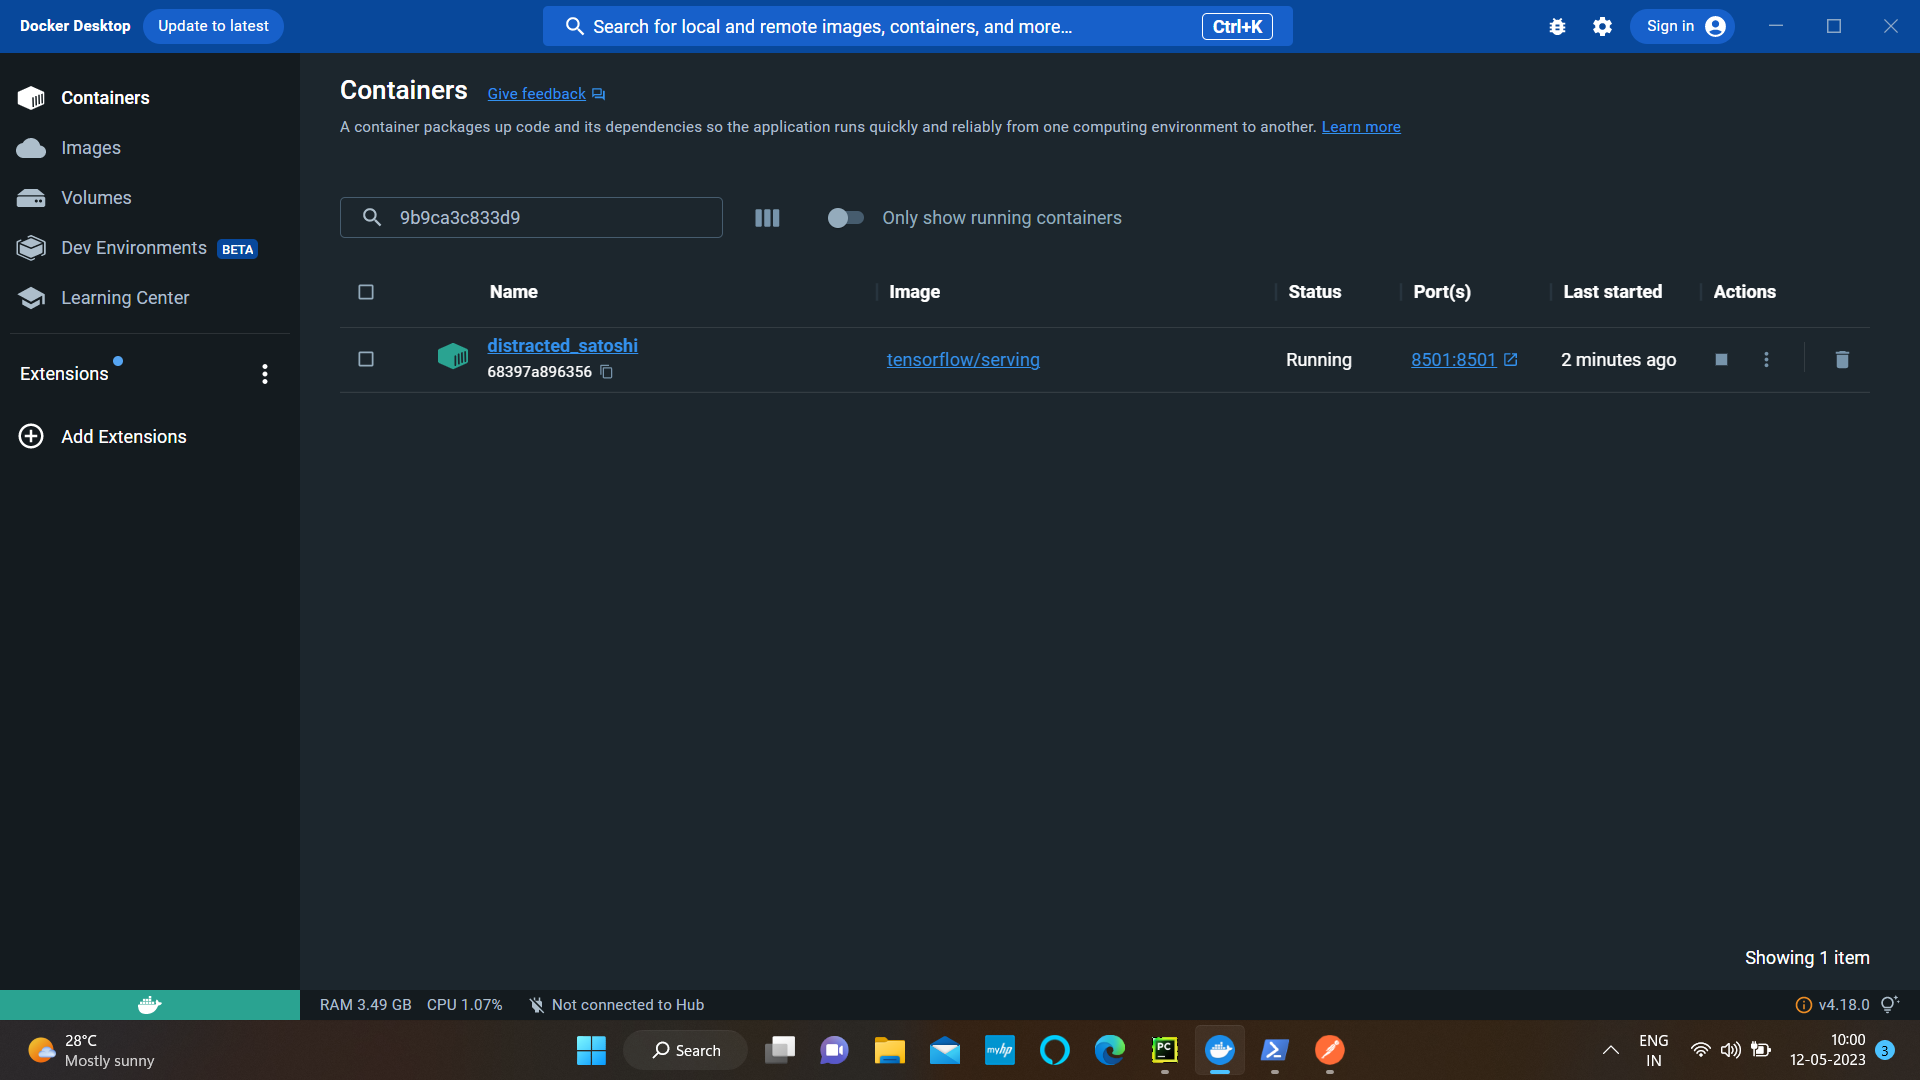 Docker Desktop
Update to latest
Search for local and remote images, containers, and more...
Ctrl+K
Sign in
Containers
Images
Volumes
Dev Environments BETA
Learning Center
Extensions
Add Extensions
Containers
Give feedback
A container packages up code and its dependencies so the application runs quickly and reliably from one computing environment to another. Learn more
9b9ca3c833d9
Only show running containers
Name Image Status Port(s) Last started Actions
distracted_satoshi
68397a896356
tensorflow/serving
Running
8501:8501
2 minutes ago
Showing 1 item
RAM 3.49 GB CPU 1.07% Not connected to Hub
v4.18.0
28°C
Mostly sunny
Search
myhp
PC
ENG
IN
10:00
12-05-2023
3